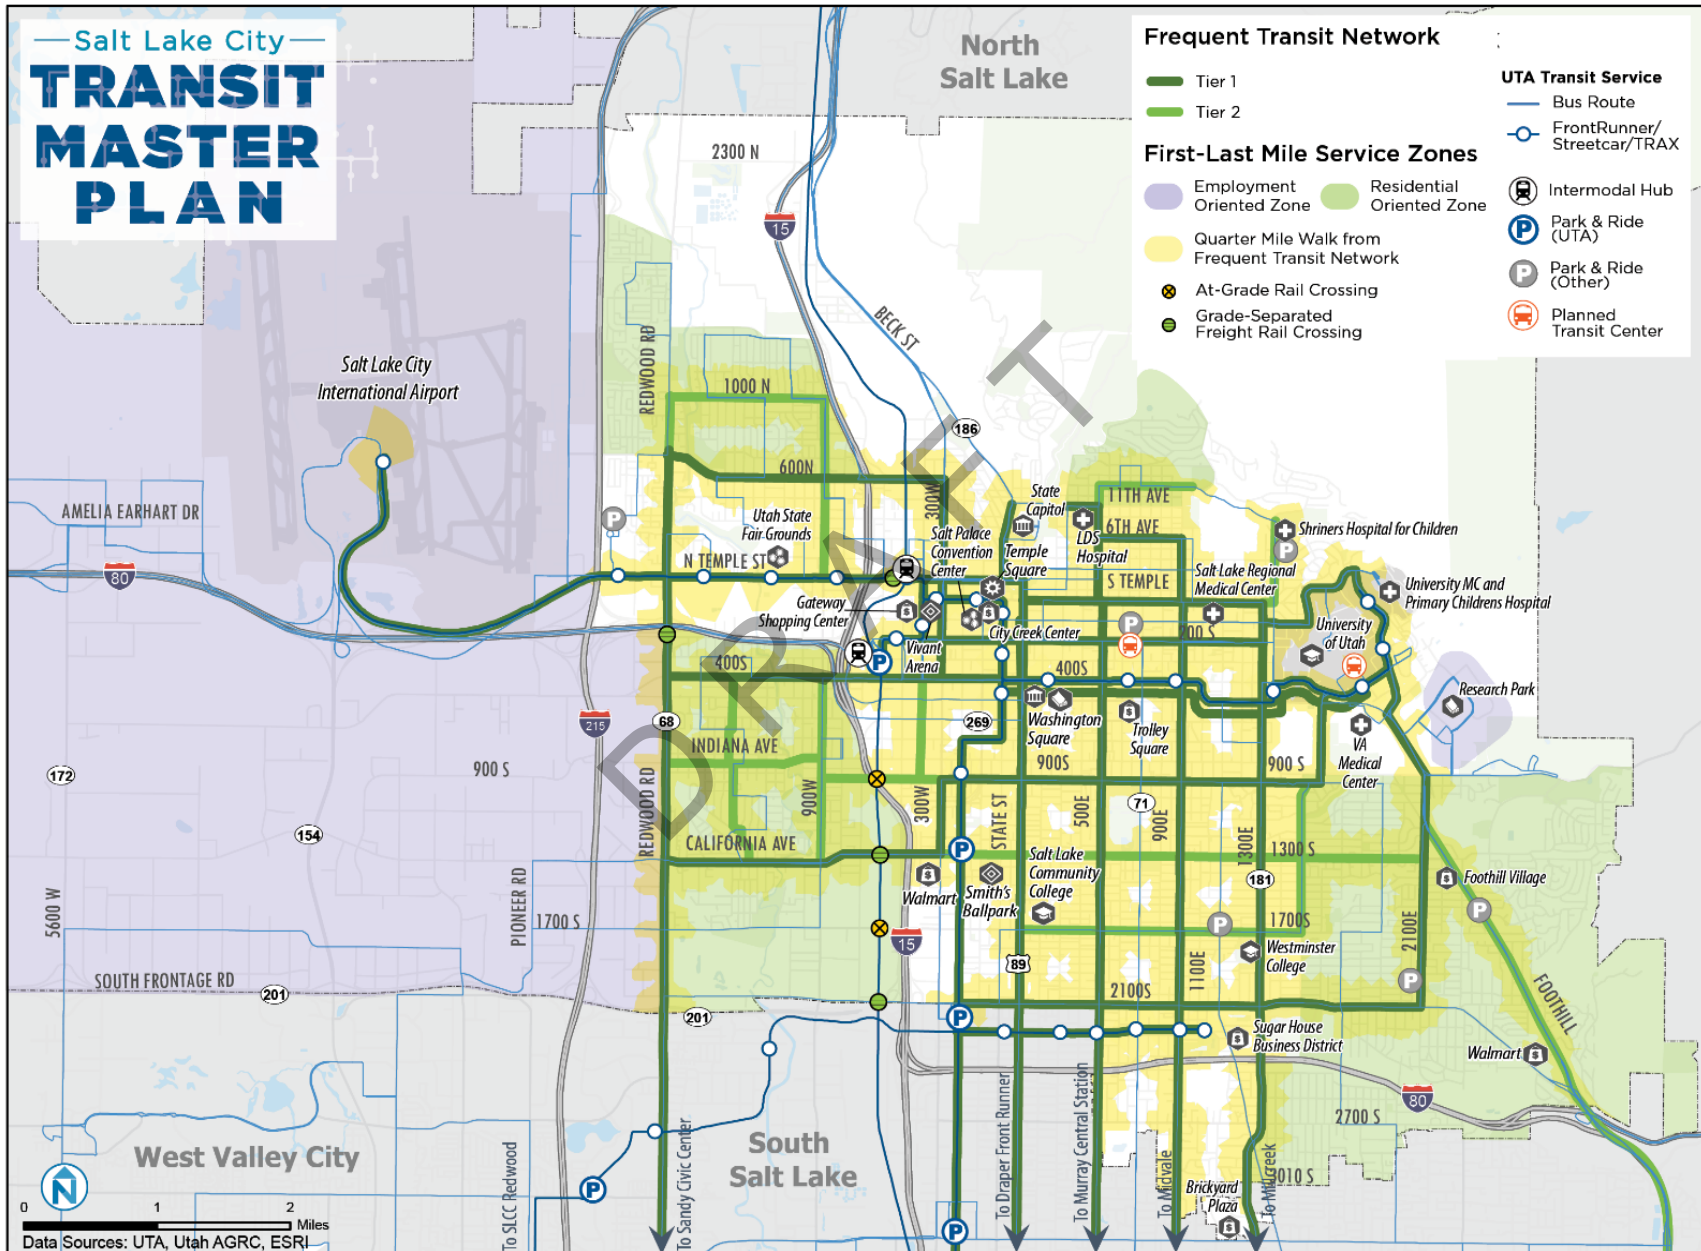 Salt Lake City
TRANSIT
MASTER
PLAN
North
Salt Lake
Frequent Transit Network
Tier 1
Tier 2
First-Last Mile Service Zones
Employment
Oriented Zone
Residential
Oriented Zone
Quarter Mile Walk from
Frequent Transit Network
At-Grade Rail Crossing
Grade-Separated
Freight Rail Crossing
UTA Transit Service
Bus Route
FrontRunner/
Streetcar/TRAX
Intermodal Hub
P
Park & Ride
(UTA)
P
Park & Ride
(Other)
Planned
Transit Center
2300 N
15
BECK ST
REDWOOD RD
Salt Lake City
International Airport
1000 N
186
600N
300W
State
Capitol
11TH AVE
6TH AVE
LDS
Hospital
Shriners Hospital for Children
P
AMELIA EARHART DR
P
Utah State
Fair Grounds
Salt Palace
Convention
Center
Temple
Square
N TEMPLE ST
S TEMPLE
Salt Lake Regional
Medical Center
University MC and
Primary Childrens Hospital
80
Gateway
Shopping Center
City Creek Center
P
200 S
University
of Utah
Vivant
Arena
P
400S
400S
Research Park
215
68
269
Washington
Square
Trolley
Square
VA
Medical
Center
INDIANA AVE
900 S
900S
900 S
172
154
REDWOOD RD
900W
300W
STATE ST
500E
71
900E
1300E
CALIFORNIA AVE
P
1300 S
Salt Lake
Community
College
181
Foothill Village
Walmart
Smith's
Ballpark
5600 W
PIONEER RD
1700 S
P
1700S
P
2100E
15
89
Westminster
College
1100E
SOUTH FRONTAGE RD
201
201
2100S
P
FOOTHILL
P
Sugar House
Business District
Walmart
80
2700 S
West Valley City
South
Salt Lake
P
P
3010 S
Brickyard
Plaza
To SLCC Redwood
To Sandy Civic Center
To Draper Front Runner
To Murray Central Station
To Midvale
To Millcreek
N
0 1 2
Miles
Data Sources: UTA, Utah AGRC, ESRI
DRAFT